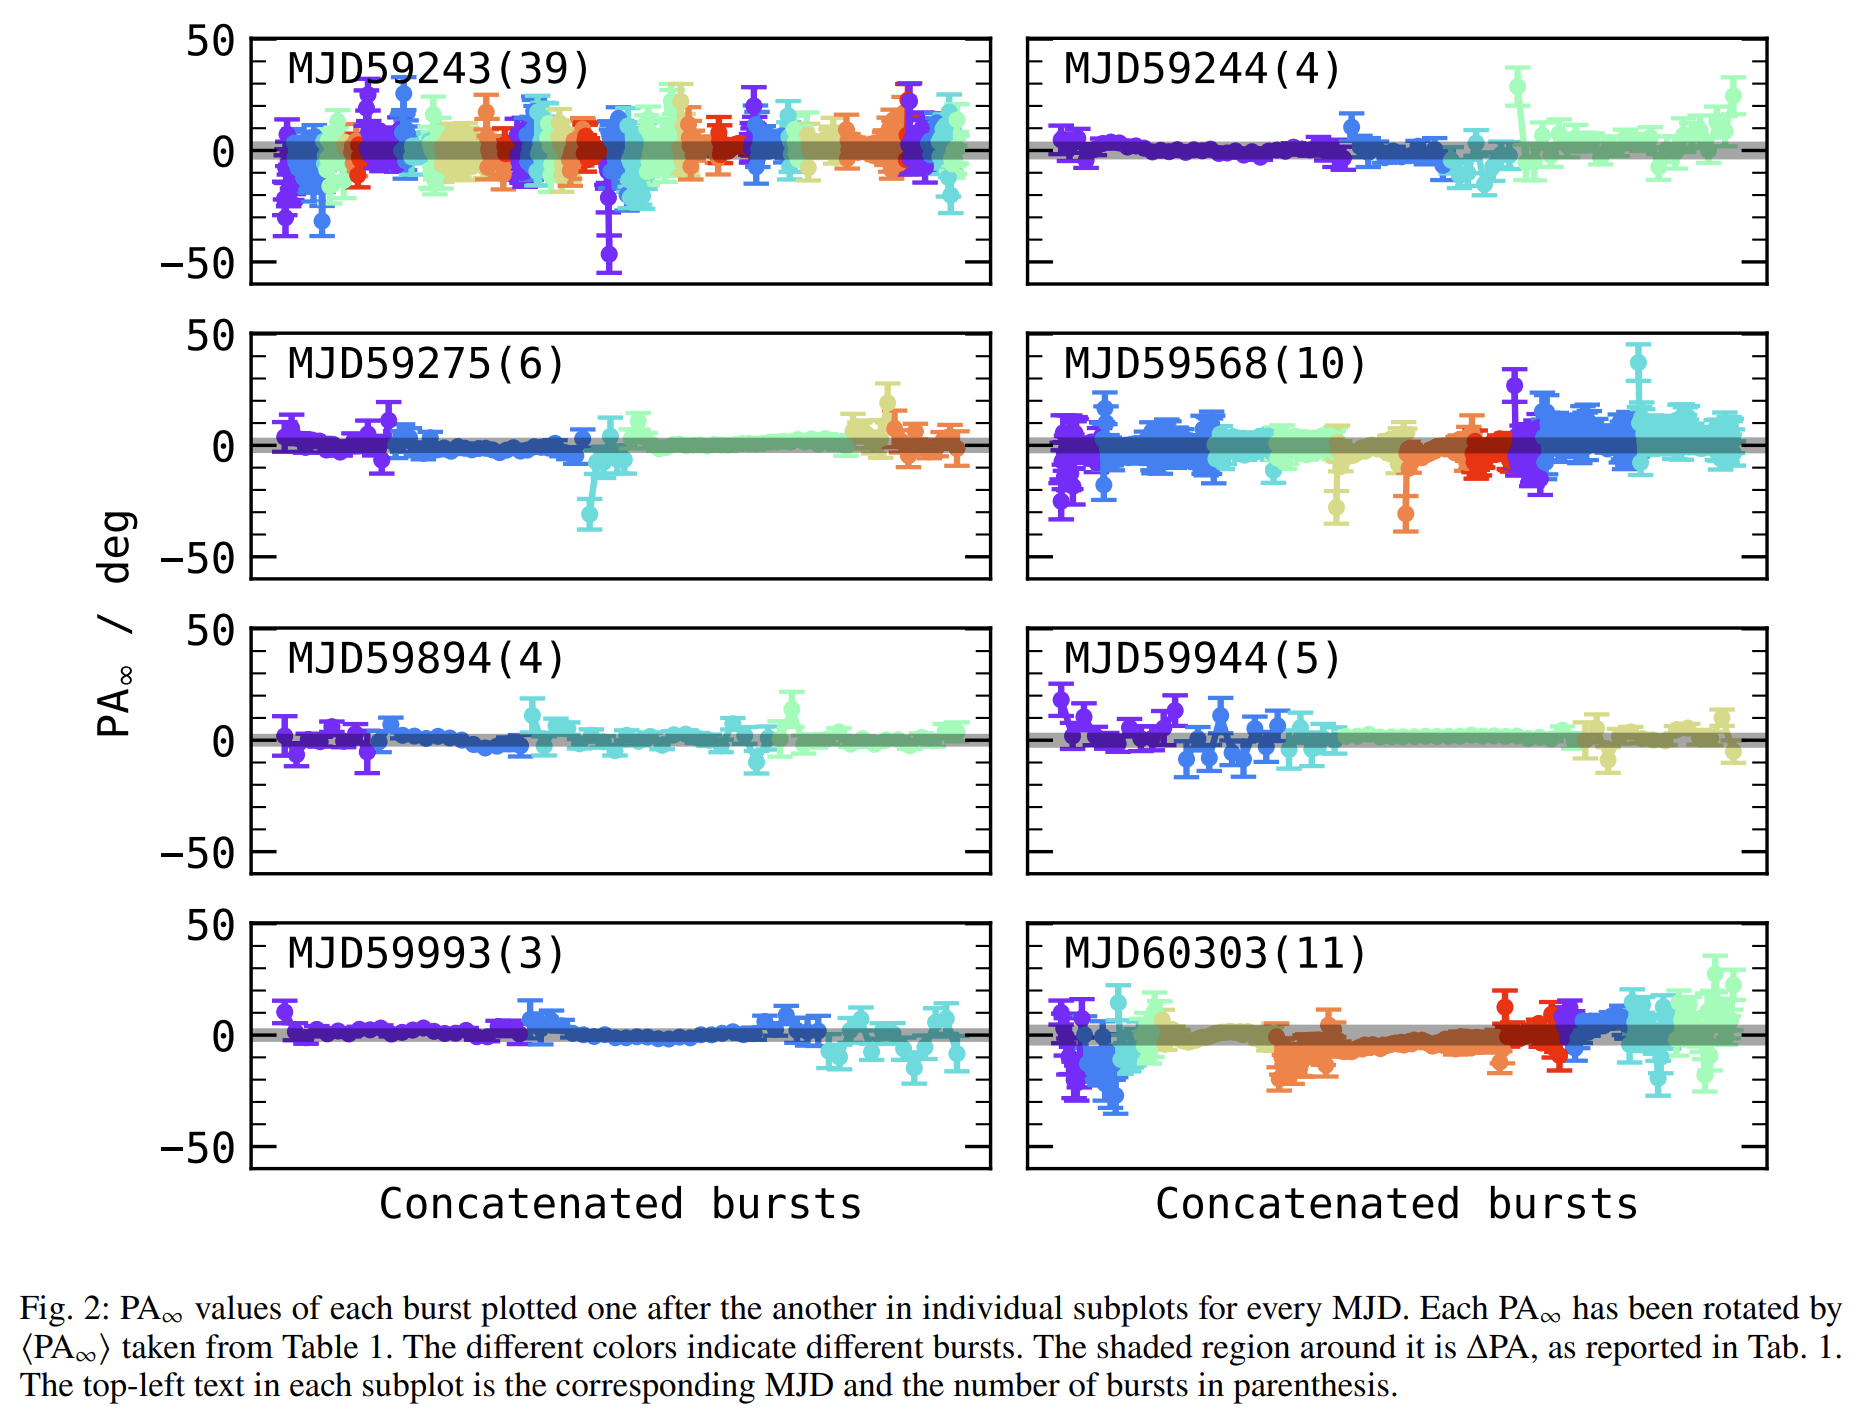 50
0
−50
MJD59243(39)
MJD59244(4)
50
0
−50
MJD59275(6)
MJD59568(10)
PA∞ / deg
50
0
−50
MJD59894(4)
MJD59944(5)
50
0
−50
MJD59993(3)
MJD60303(11)
Concatenated bursts
Concatenated bursts
Fig. 2: PA∞ values of each burst plotted one after the another in individual subplots for every MJD. Each PA∞ has been rotated by
⟨PA∞⟩ taken from Table 1. The different colors indicate different bursts. The shaded region around it is ΔPA, as reported in Tab. 1.
The top-left text in each subplot is the corresponding MJD and the number of bursts in parenthesis.